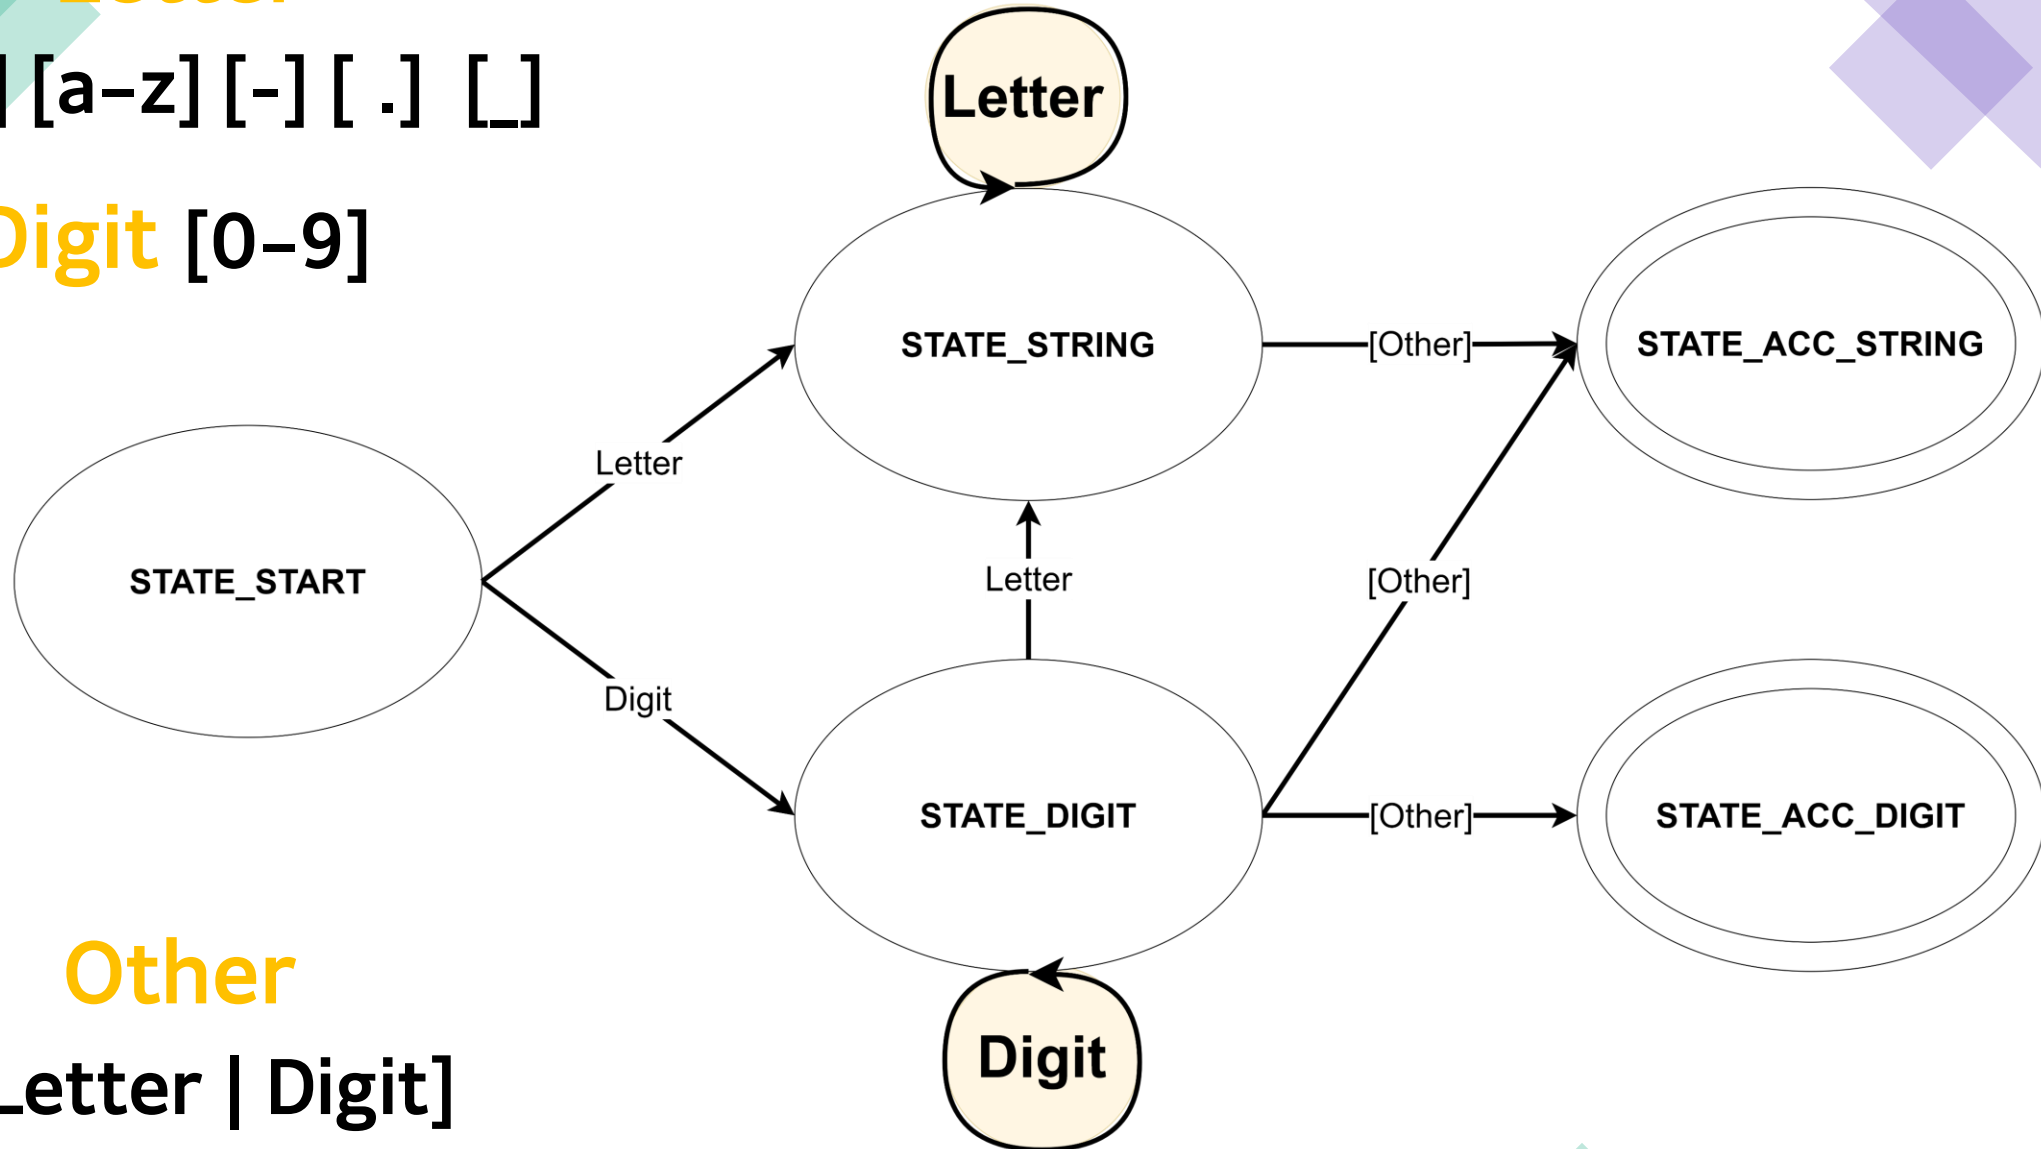 Letter
] [a–z] [-] [ .] [_]
Digit [0–9]
Letter
STATE_STRING
[Other]
STATE_ACC_STRING
Letter
STATE_START
Letter
[Other]
Digit
STATE_DIGIT
[Other]
STATE_ACC_DIGIT
Other
Letter | Digit]
Digit